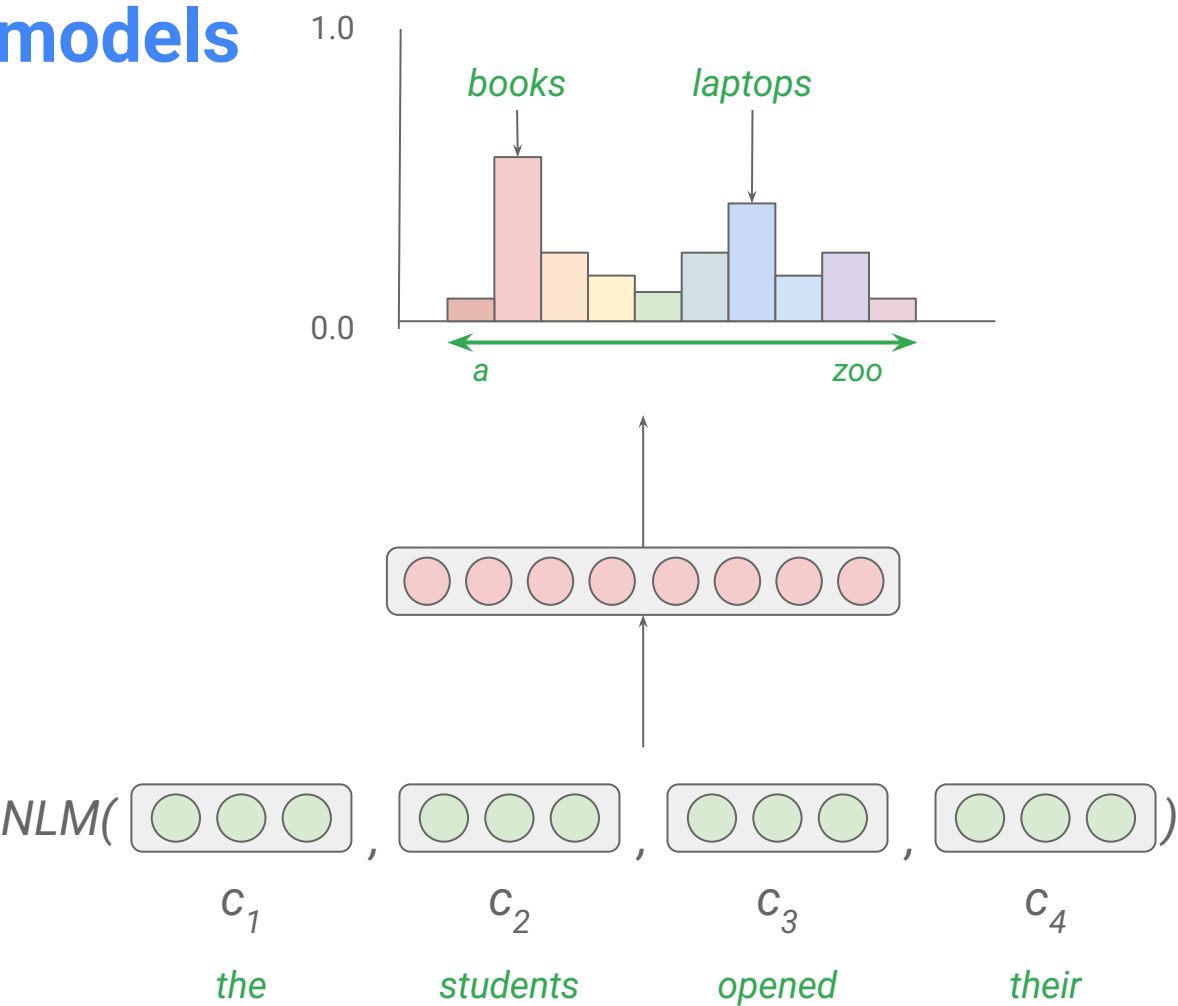 models
1.0
books laptops
0.0
a zoo
NLM( , , , )
c1 c2 c3 c4
the students opened their